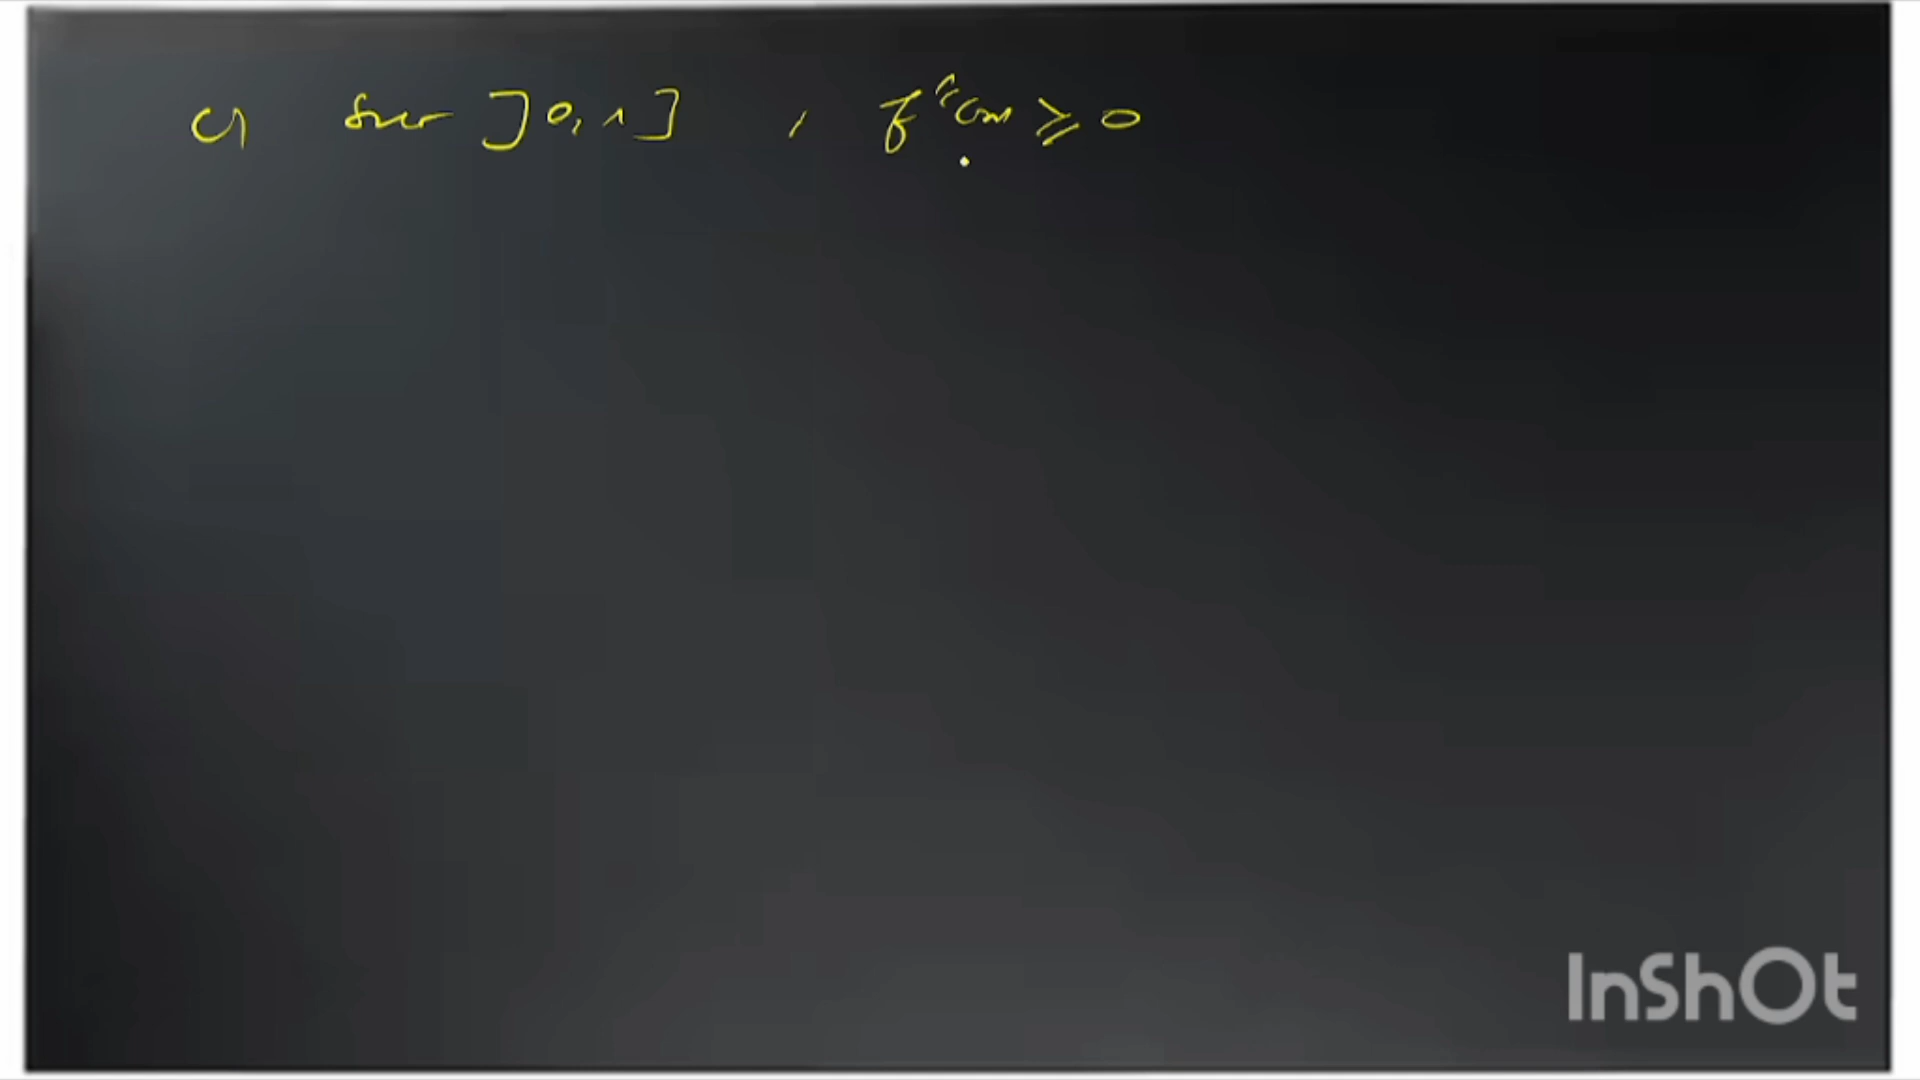 c) sur ]0, 1] , f''(x) ≥ 0
InShOt